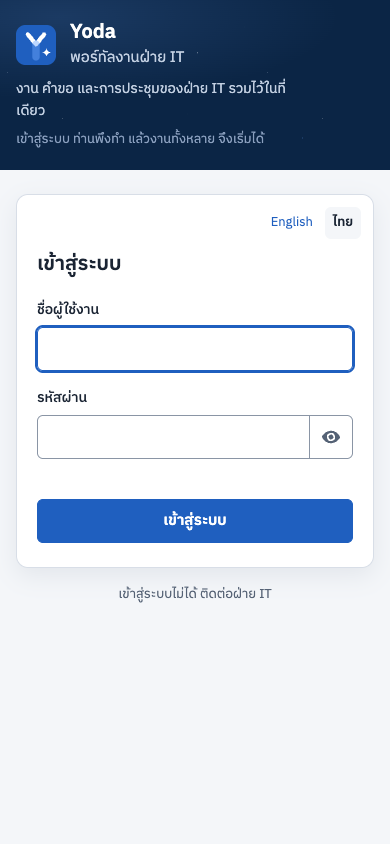 Yoda
พอร์ทัลงานฝ่าย IT
งาน คำขอ และการประชุมของฝ่าย IT รวมไว้ในที่
เดียว
เข้าสู่ระบบ ท่านพึงทำ แล้วงานทั้งหลาย จึงเริ่มได้
English ไทย
เข้าสู่ระบบ
ชื่อผู้ใช้งาน
รหัสผ่าน
เข้าสู่ระบบ
เข้าสู่ระบบไม่ได้ ติดต่อฝ่าย IT